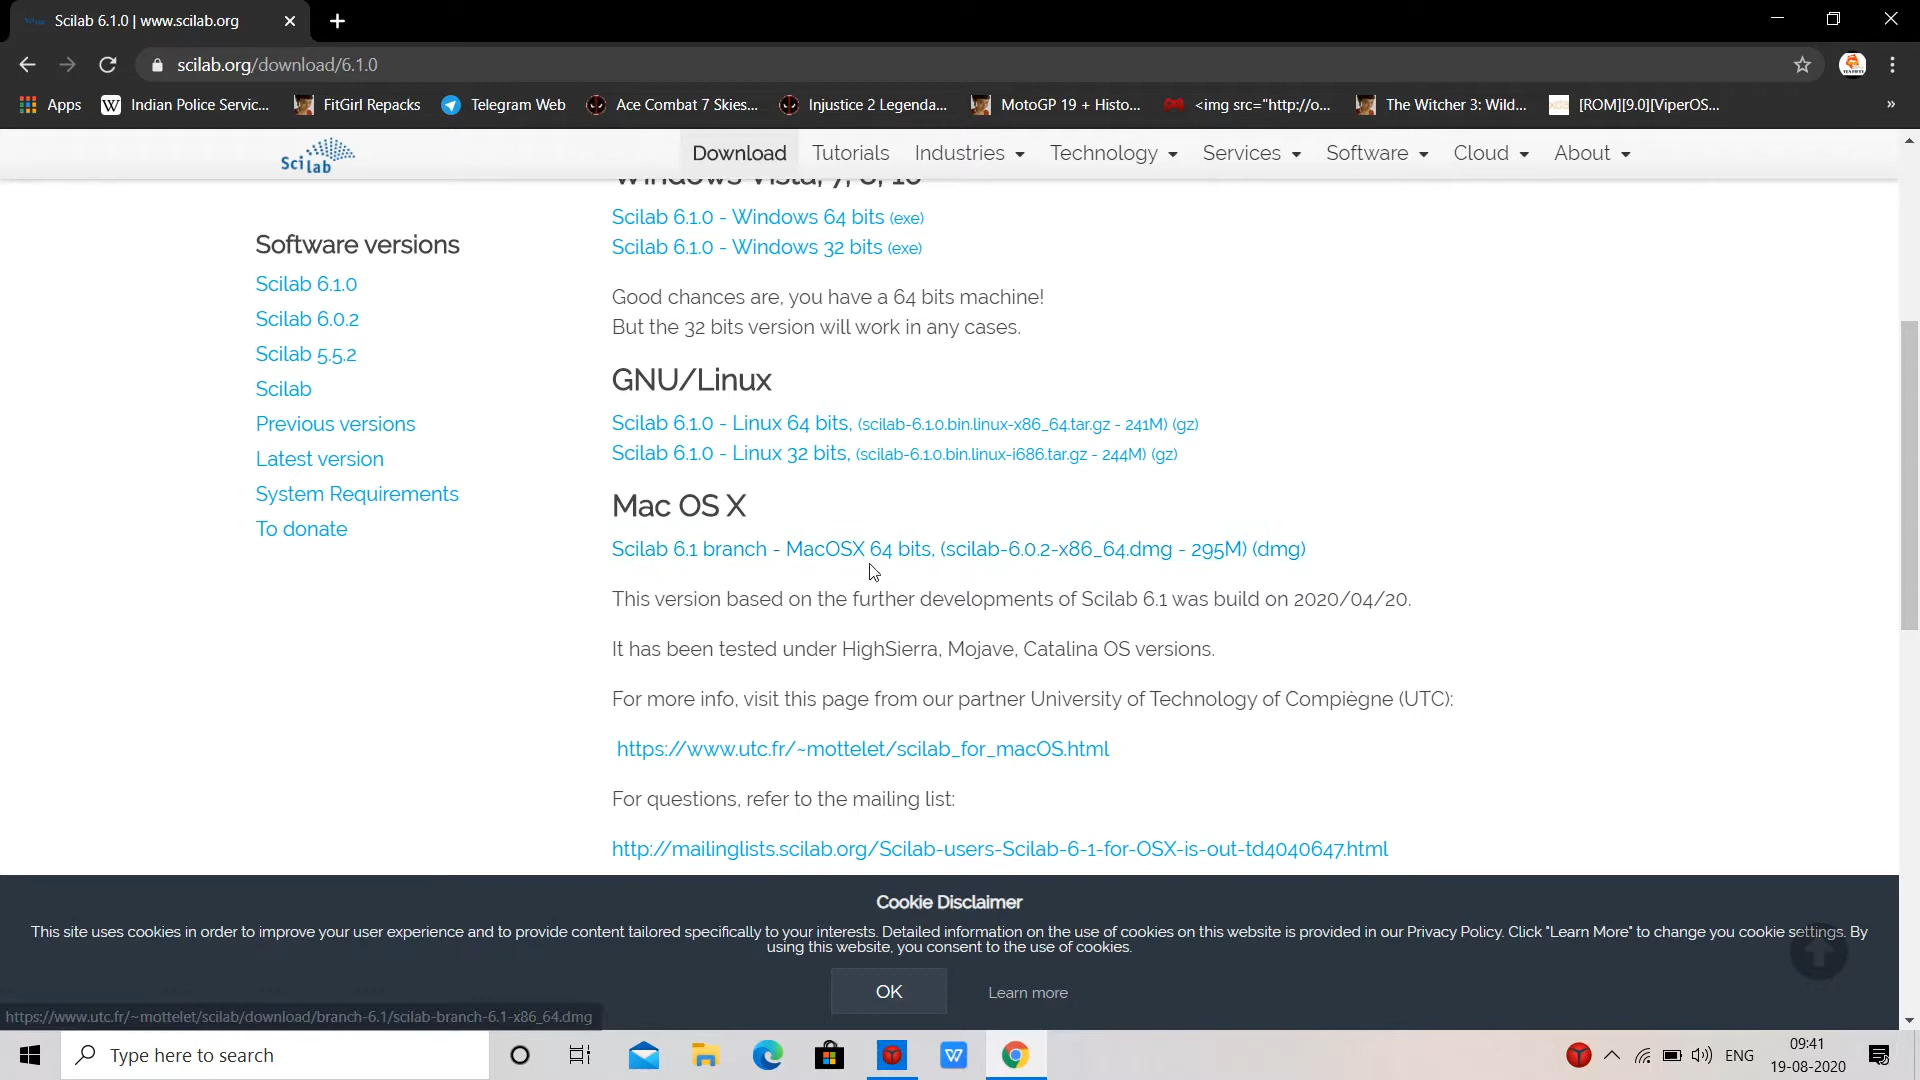 Scilab 6.1.0 | www.scilab.org
scilab.org/download/6.1.0
Apps
Indian Police Servic...
FitGirl Repacks
Telegram Web
Ace Combat 7 Skies...
Injustice 2 Legenda...
MotoGP 19 + Histo...
<img src="http://o...
The Witcher 3: Wild...
[ROM][9.0][ViperOS...
»
Scilab
Download
Tutorials
Industries
Technology
Services
Software
Cloud
About
Windows Vista, 7, 8, 10
Scilab 6.1.0 - Windows 64 bits (exe)
Scilab 6.1.0 - Windows 32 bits (exe)
Good chances are, you have a 64 bits machine!
But the 32 bits version will work in any cases.
GNU/Linux
Scilab 6.1.0 - Linux 64 bits, (scilab-6.1.0.bin.linux-x86_64.tar.gz - 241M) (gz)
Scilab 6.1.0 - Linux 32 bits, (scilab-6.1.0.bin.linux-i686.tar.gz - 244M) (gz)
Mac OS X
Scilab 6.1 branch - MacOSX 64 bits, (scilab-6.0.2-x86_64.dmg - 295M) (dmg)
This version based on the further developments of Scilab 6.1 was build on 2020/04/20.
It has been tested under HighSierra, Mojave, Catalina OS versions.
For more info, visit this page from our partner University of Technology of Compiègne (UTC):
https://www.utc.fr/~mottelet/scilab_for_macOS.html
For questions, refer to the mailing list:
http://mailinglists.scilab.org/Scilab-users-Scilab-6-1-for-OSX-is-out-td4040647.html
Software versions
Scilab 6.1.0
Scilab 6.0.2
Scilab 5.5.2
Scilab
Previous versions
Latest version
System Requirements
To donate
Cookie Disclaimer
This site uses cookies in order to improve your user experience and to provide content tailored specifically to your interests. Detailed information on the use of cookies on this website is provided in our Privacy Policy. Click "Learn More" to change you cookie settings. By
using this website, you consent to the use of cookies.
OK
Learn more
https://www.utc.fr/~mottelet/scilab/download/branch-6.1/scilab-branch-6.1-x86_64.dmg
Type here to search
ENG
09:41
19-08-2020